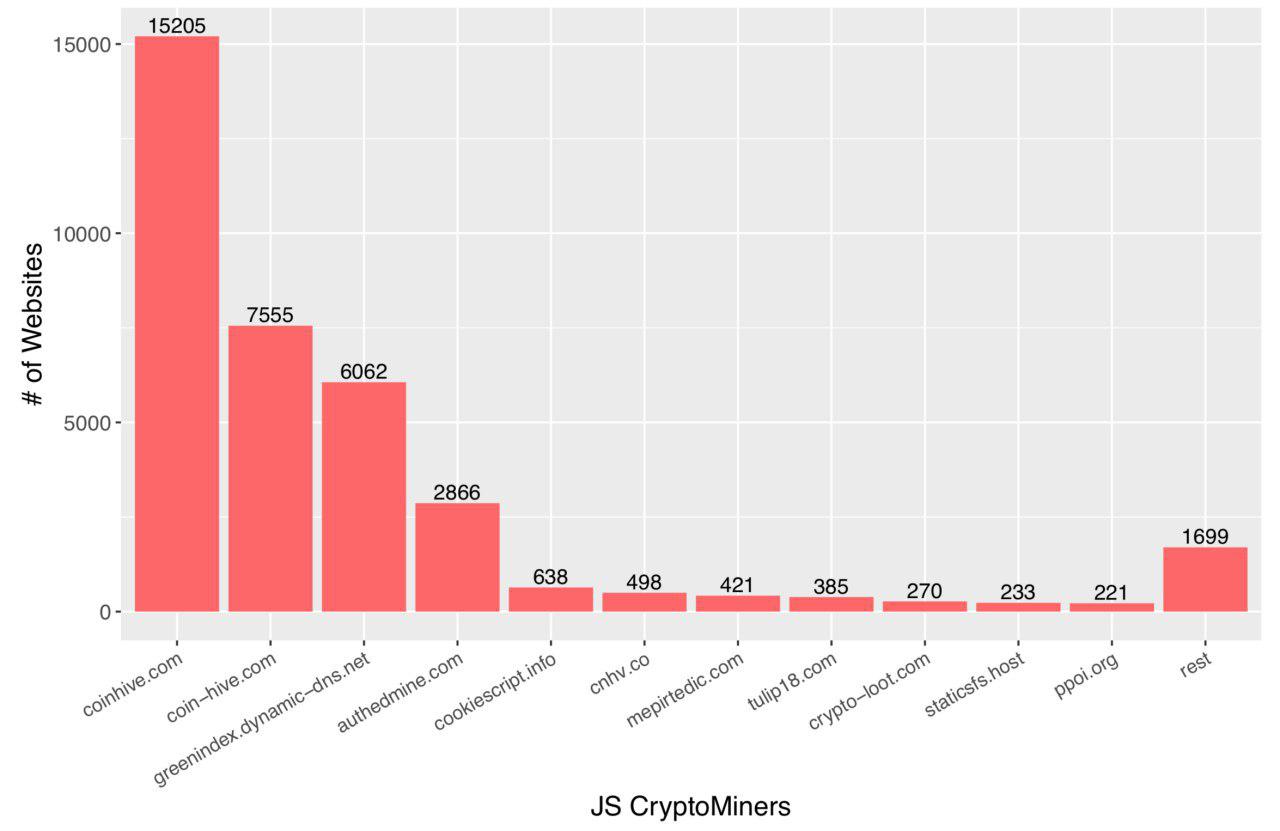 # of Websites
15000
10000
5000
0
15205
7555
6062
2866
638
498
421
385
270
233
221
1699
coinhive.com
coin−hive.com
greenindex.dynamic−dns.net
authedmine.com
cookiescript.info
cnhv.co
mepirtedic.com
tulip18.com
crypto−loot.com
staticsfs.host
ppoi.org
rest
JS CryptoMiners